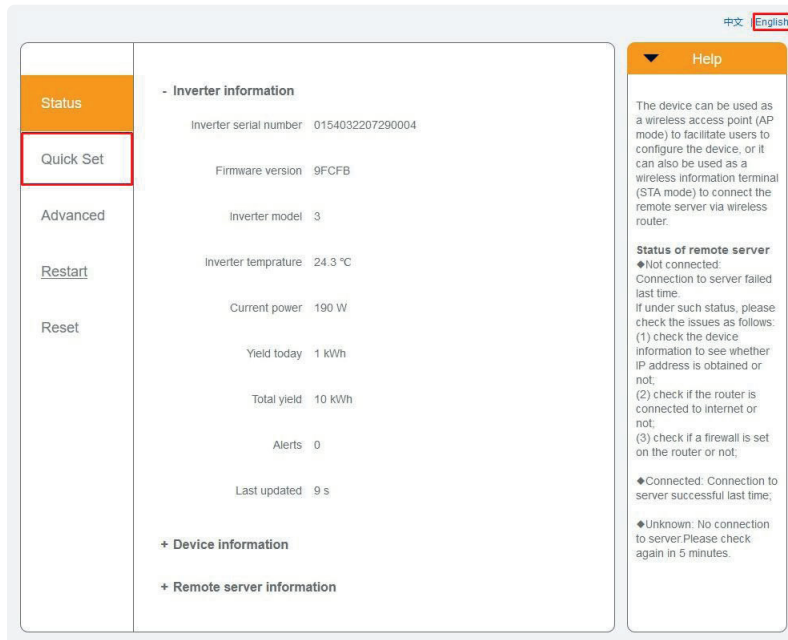 中文 | English
Status
Quick Set
Advanced
Restart
Reset
- Inverter information
Inverter serial number 0154032207290004
Firmware version 9FCFB
Inverter model 3
Inverter temprature 24.3 ℃
Current power 190 W
Yield today 1 kWh
Total yield 10 kWh
Alerts 0
Last updated 9 s
+ Device information
+ Remote server information
Help
The device can be used as
a wireless access point (AP
mode) to facilitate users to
configure the device, or it
can also be used as a
wireless information terminal
(STA mode) to connect the
remote server via wireless
router.
Status of remote server
◆Not connected:
Connection to server failed
last time.
If under such status, please
check the issues as follows:
(1) check the device
information to see whether
IP address is obtained or
not;
(2) check if the router is
connected to internet or
not;
(3) check if a firewall is set
on the router or not;
◆Connected: Connection to
server successful last time;
◆Unknown: No connection
to server.Please check
again in 5 minutes.